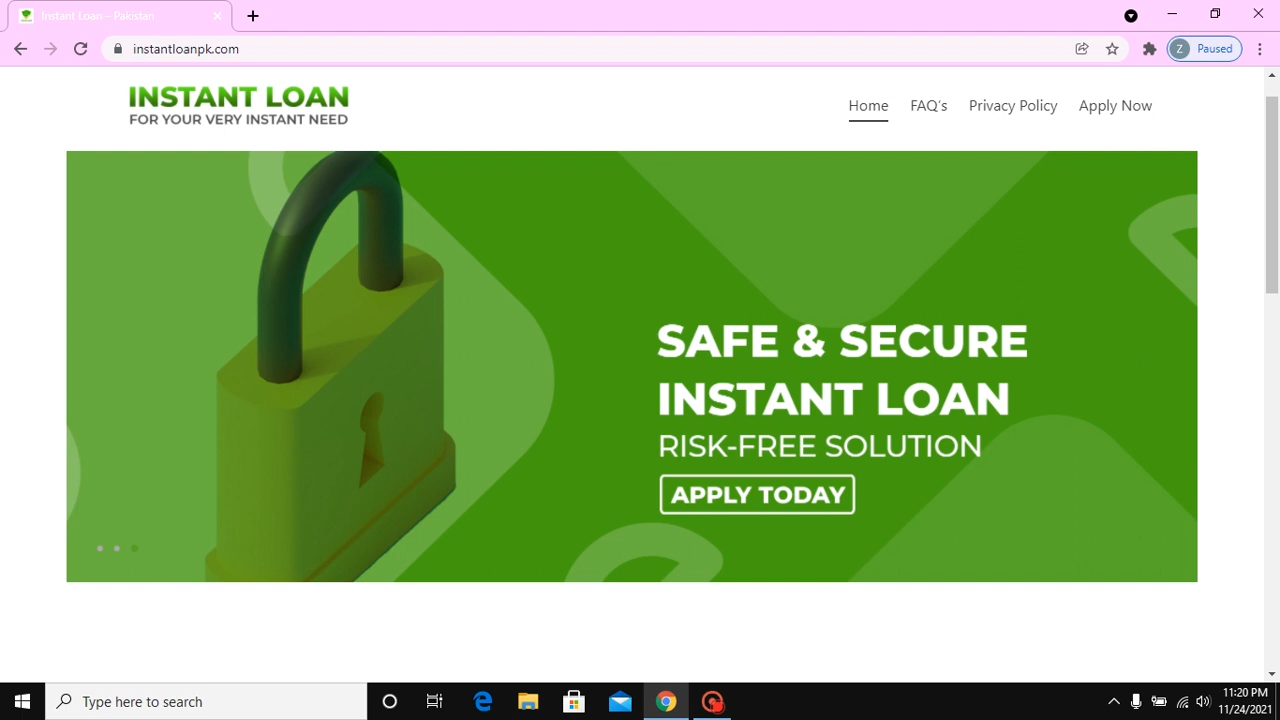 Instant Loan – Pakistan
instantloanpk.com
Z Paused
INSTANT LOAN
FOR YOUR VERY INSTANT NEED
Home FAQ's Privacy Policy Apply Now
SAFE & SECURE
INSTANT LOAN
RISK-FREE SOLUTION
APPLY TODAY
Type here to search
11:20 PM
11/24/2021